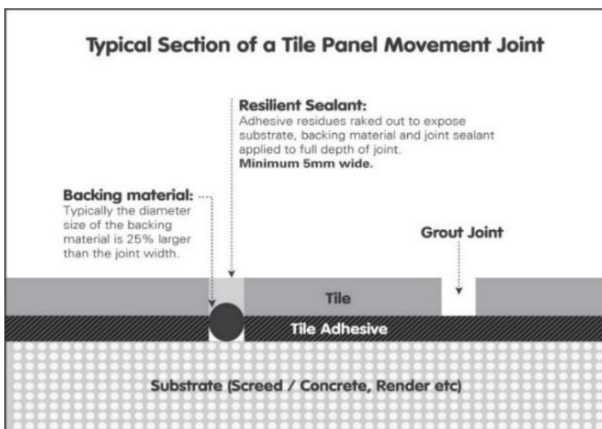 Typical Section of a Tile Panel Movement Joint
Resilient Sealant:
Adhesive residues raked out to expose
substrate, backing material and joint sealant
applied to full depth of joint.
Minimum 5mm wide.
Backing material:
Typically the diameter
size of the backing
material is 25% larger
than the joint width.
Grout Joint
Tile
Tile Adhesive
Substrate (Screed / Concrete, Render etc)